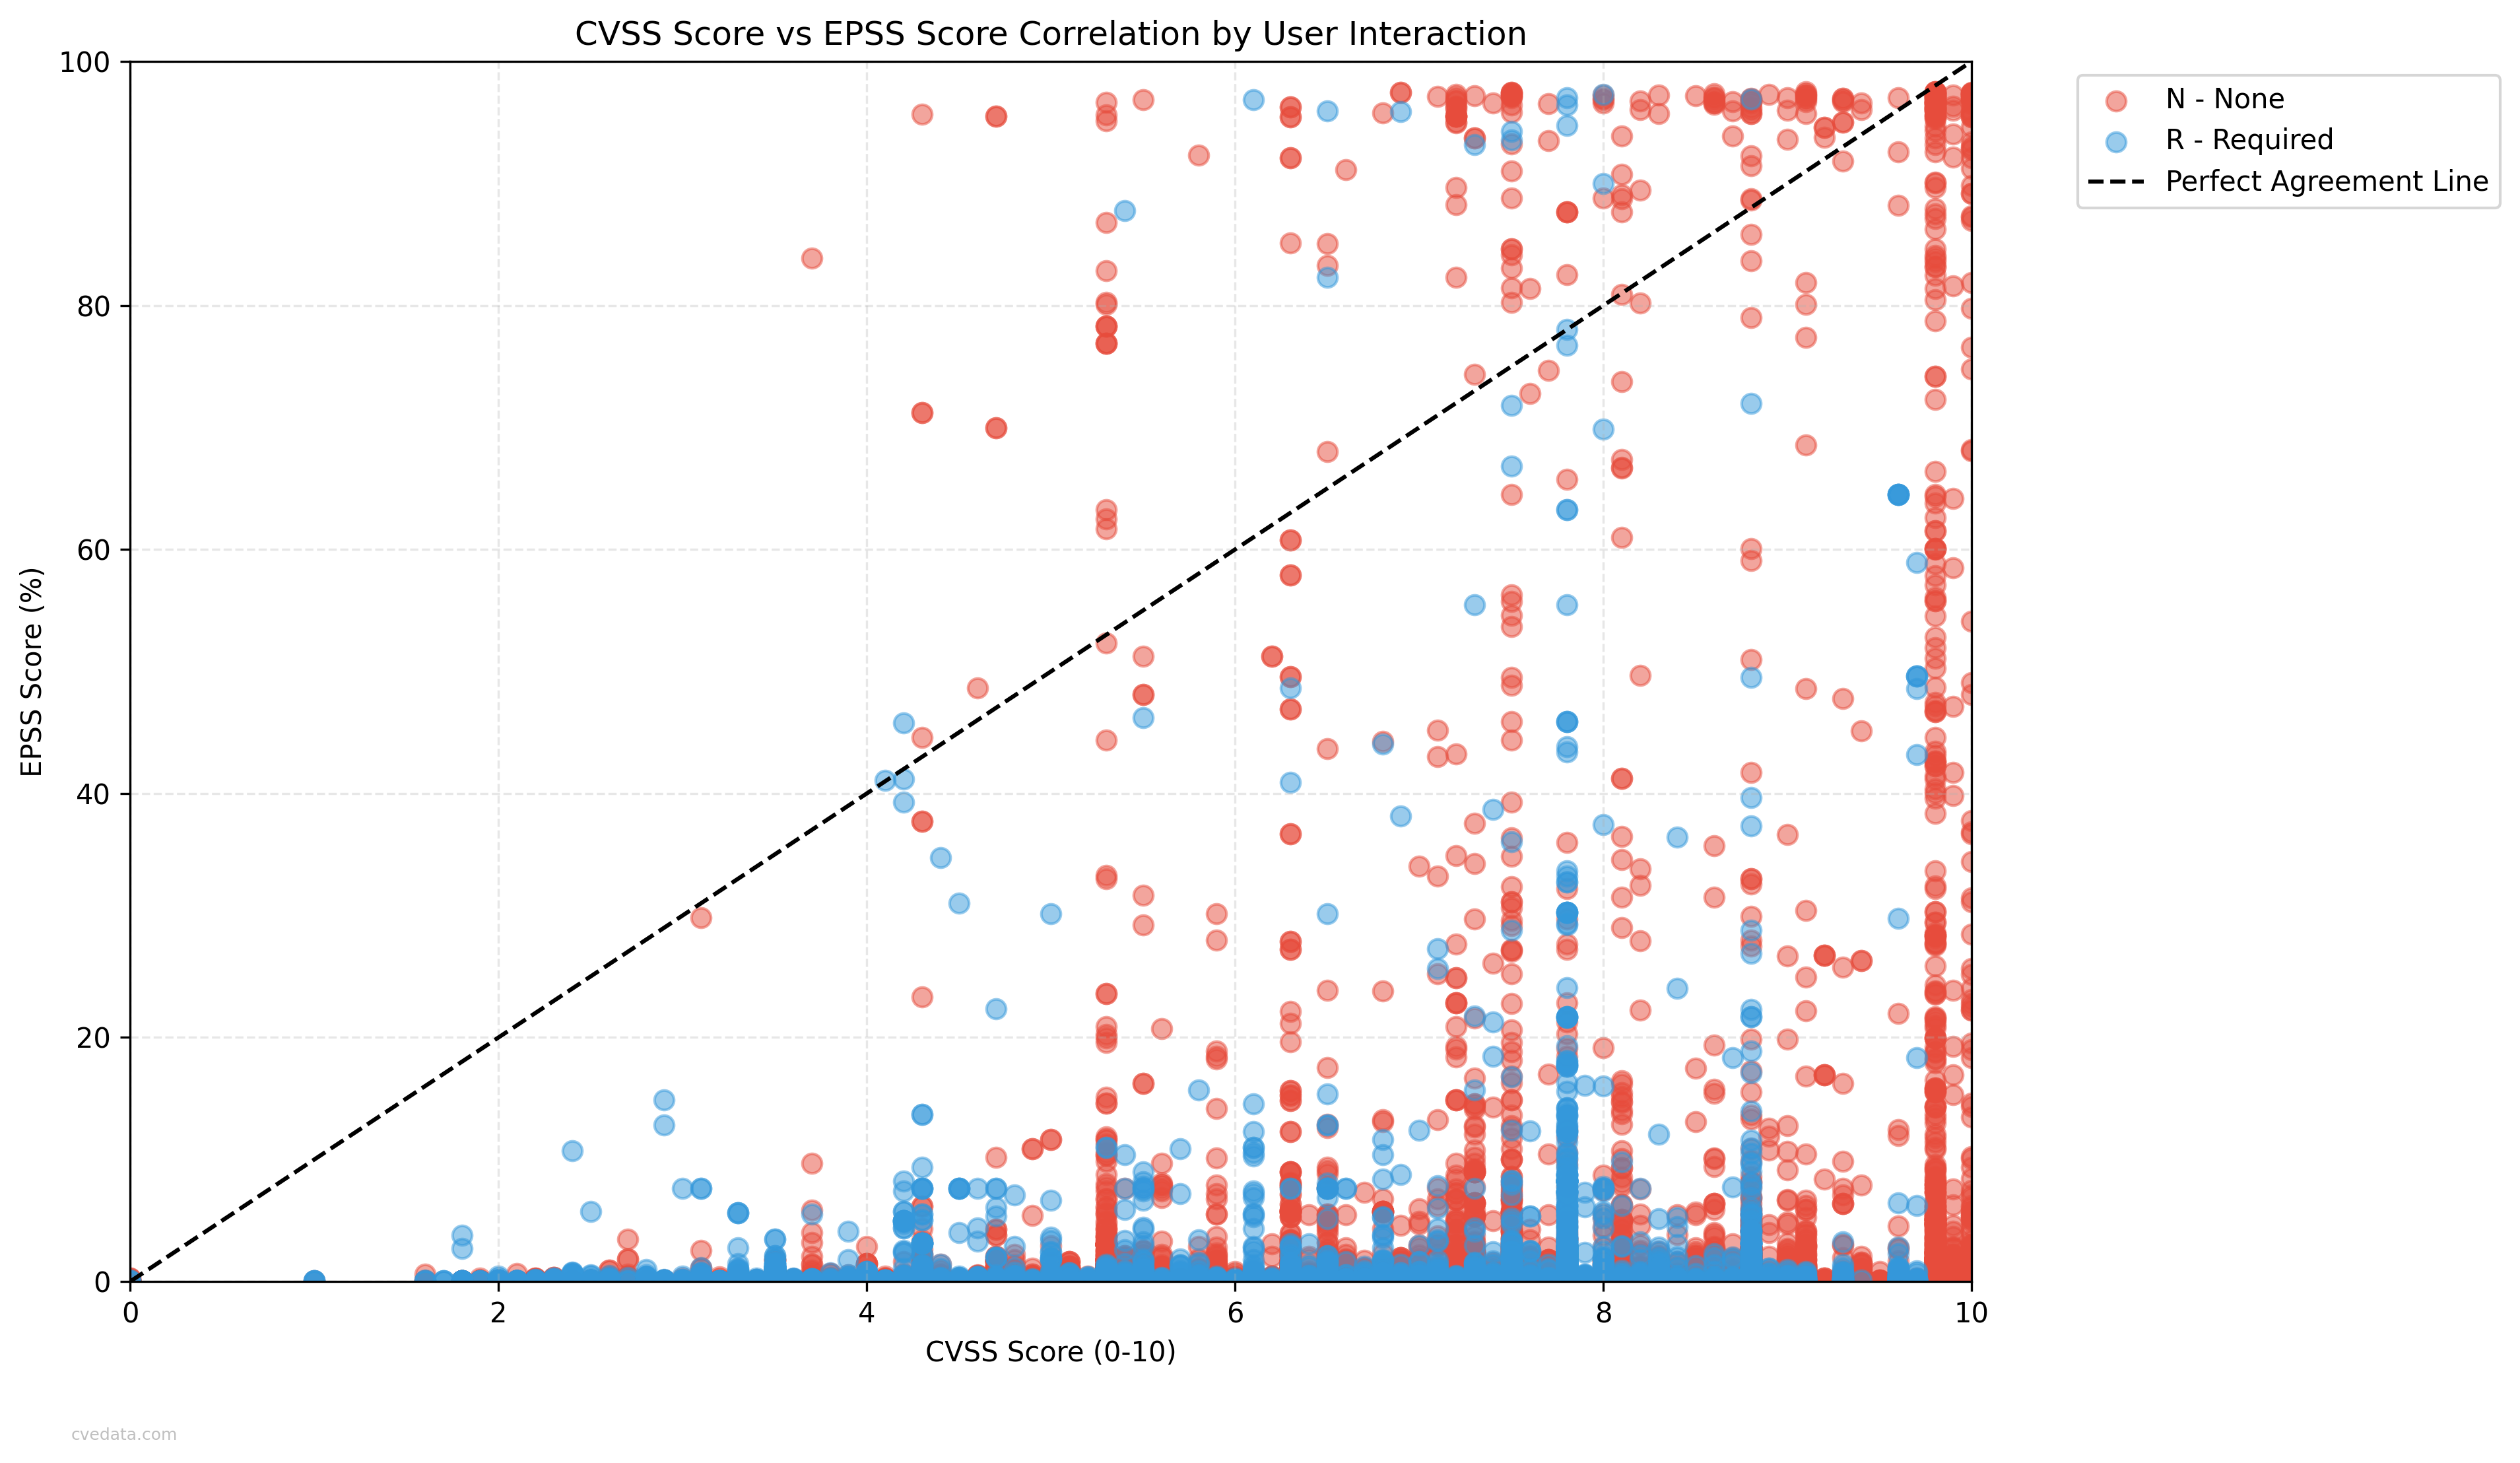 CVSS Score vs EPSS Score Correlation by User Interaction
100
80
60
40
20
0
EPSS Score (%)
0 2 4 6 8 10
CVSS Score (0-10)
N - None
R - Required
Perfect Agreement Line
cvedata.com